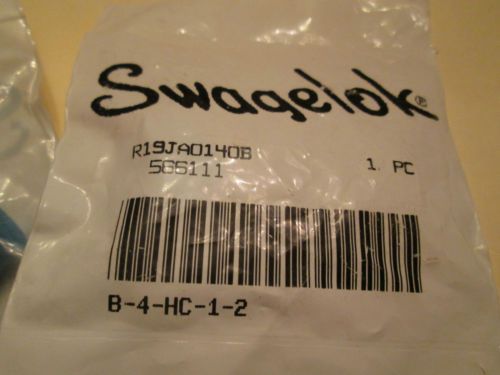 Swagelok®
R19JA0140B
566111 1. PC
B-4-HC-1-2